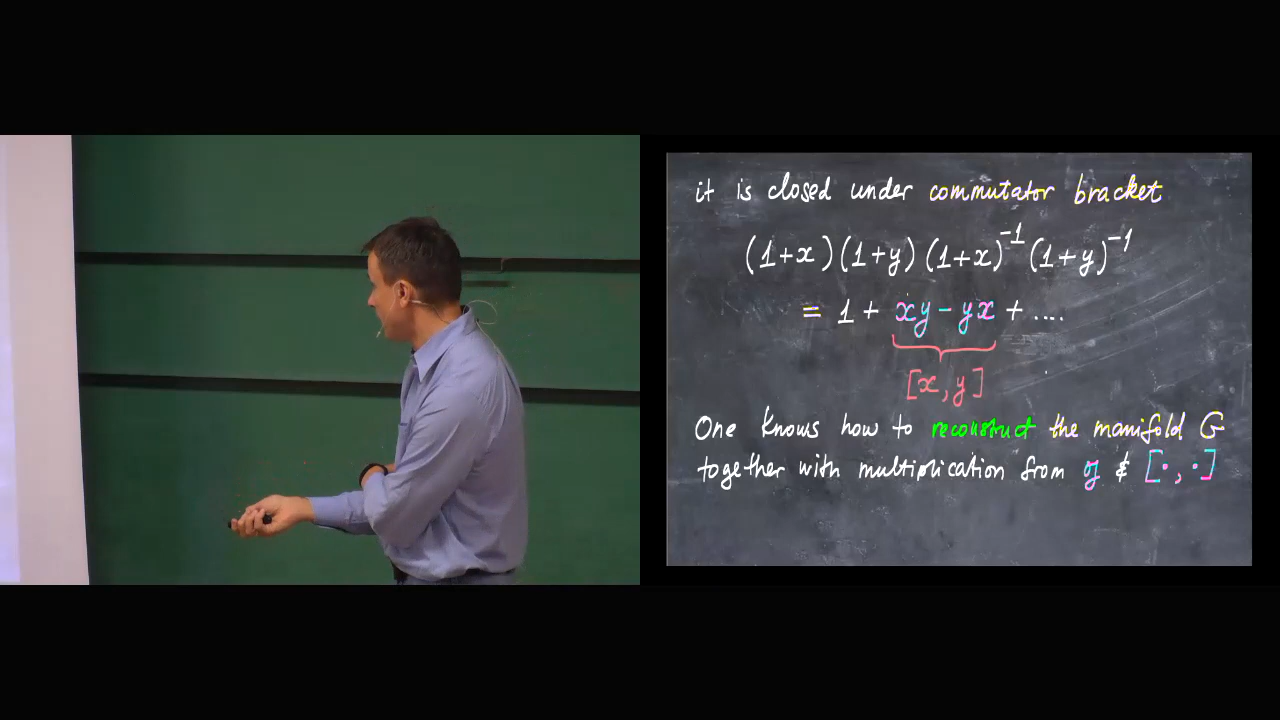 it is closed under commutator bracket
(1+x)(1+y)(1+x)⁻¹(1+y)⁻¹
= 1 + xy - yx + ....
[x,y]
One knows how to reconstruct the manifold G
together with multiplication from 𝔤 & [·,·]